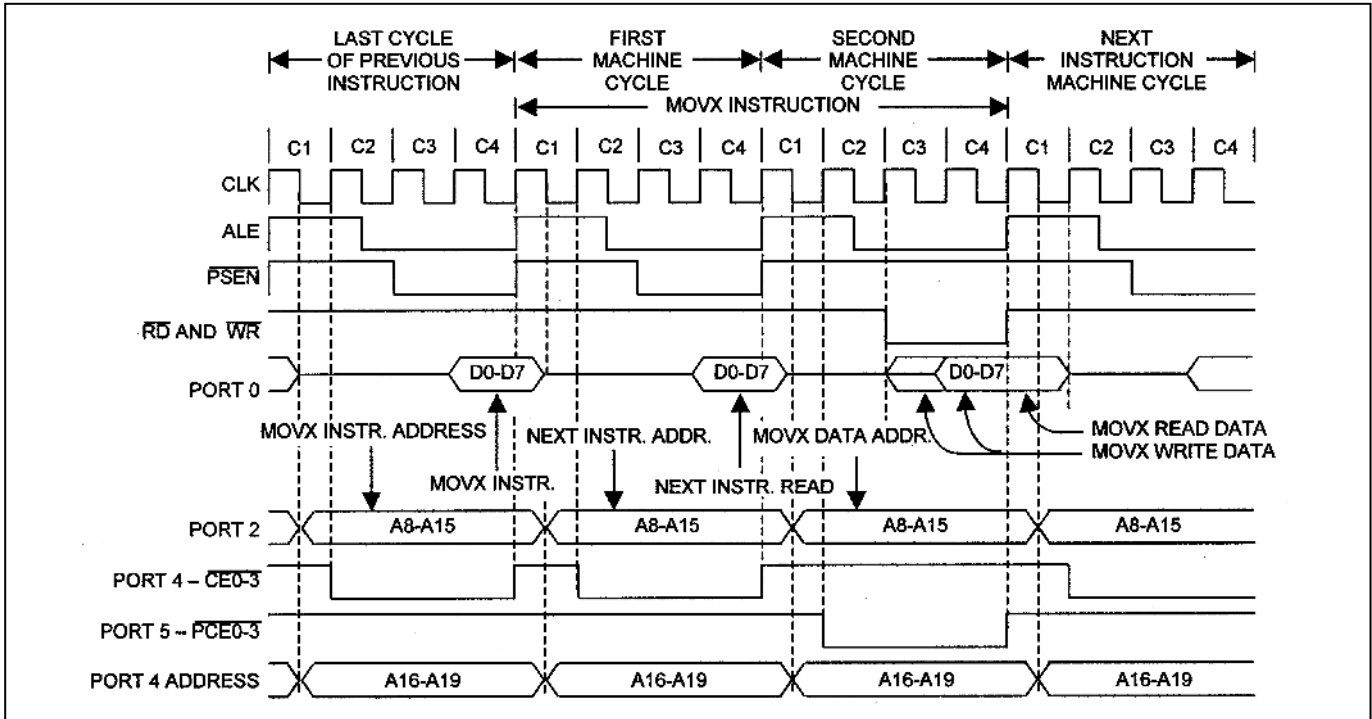 LAST CYCLE
OF PREVIOUS
INSTRUCTION
FIRST
MACHINE
CYCLE
SECOND
MACHINE
CYCLE
NEXT
INSTRUCTION
MACHINE CYCLE
MOVX INSTRUCTION
C1 C2 C3 C4 C1 C2 C3 C4 C1 C2 C3 C4 C1 C2 C3 C4
CLK
ALE
PSEN
RD AND WR
PORT 0
D0-D7 D0-D7 D0-D7
MOVX INSTR. ADDRESS
NEXT INSTR. ADDR.
MOVX DATA ADDR.
MOVX READ DATA
MOVX WRITE DATA
MOVX INSTR.
NEXT INSTR. READ
PORT 2 A8-A15 A8-A15 A8-A15 A8-A15
PORT 4 – CE0-3
PORT 5 – PCE0-3
PORT 4 ADDRESS A16-A19 A16-A19 A16-A19 A16-A19